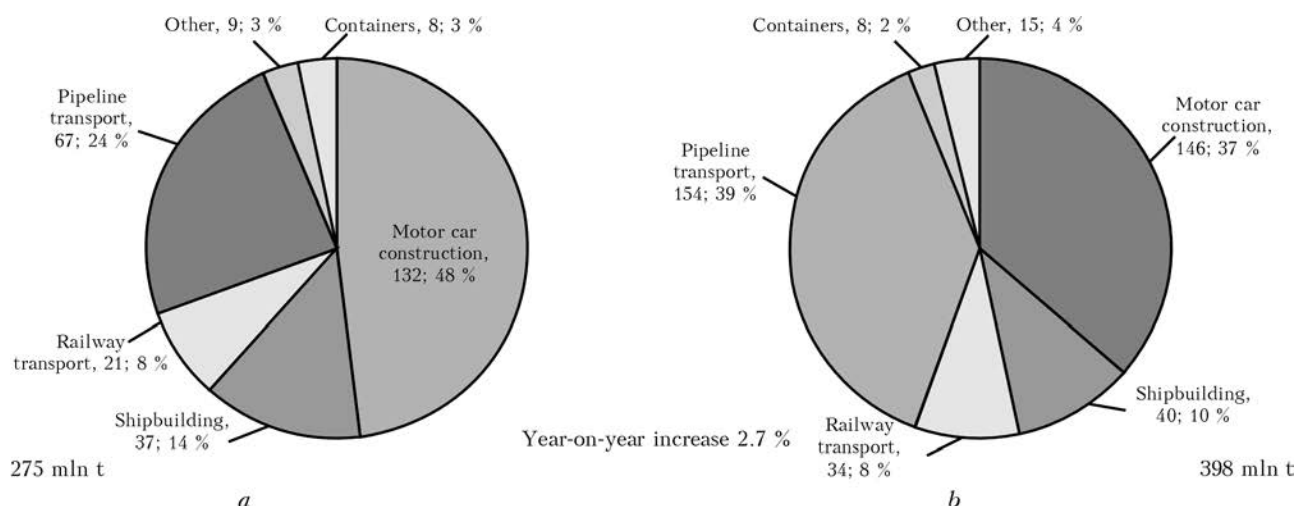 Other, 9; 3 %
Containers, 8; 3 %
Pipeline
transport,
67; 24 %
Motor car
construction,
132; 48 %
Railway
transport, 21; 8 %
Shipbuilding,
37; 14 %
275 mln t
a
Year-on-year increase 2.7 %
Containers, 8; 2 %
Other, 15; 4 %
Motor car
construction,
146; 37 %
Pipeline
transport,
154; 39 %
Shipbuilding,
40; 10 %
Railway
transport,
34; 8 %
398 mln t
b